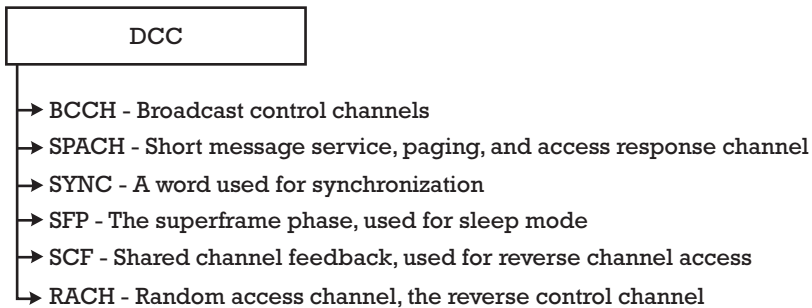 DCC
BCCH - Broadcast control channels
SPACH - Short message service, paging, and access response channel
SYNC - A word used for synchronization
SFP - The superframe phase, used for sleep mode
SCF - Shared channel feedback, used for reverse channel access
RACH - Random access channel, the reverse control channel